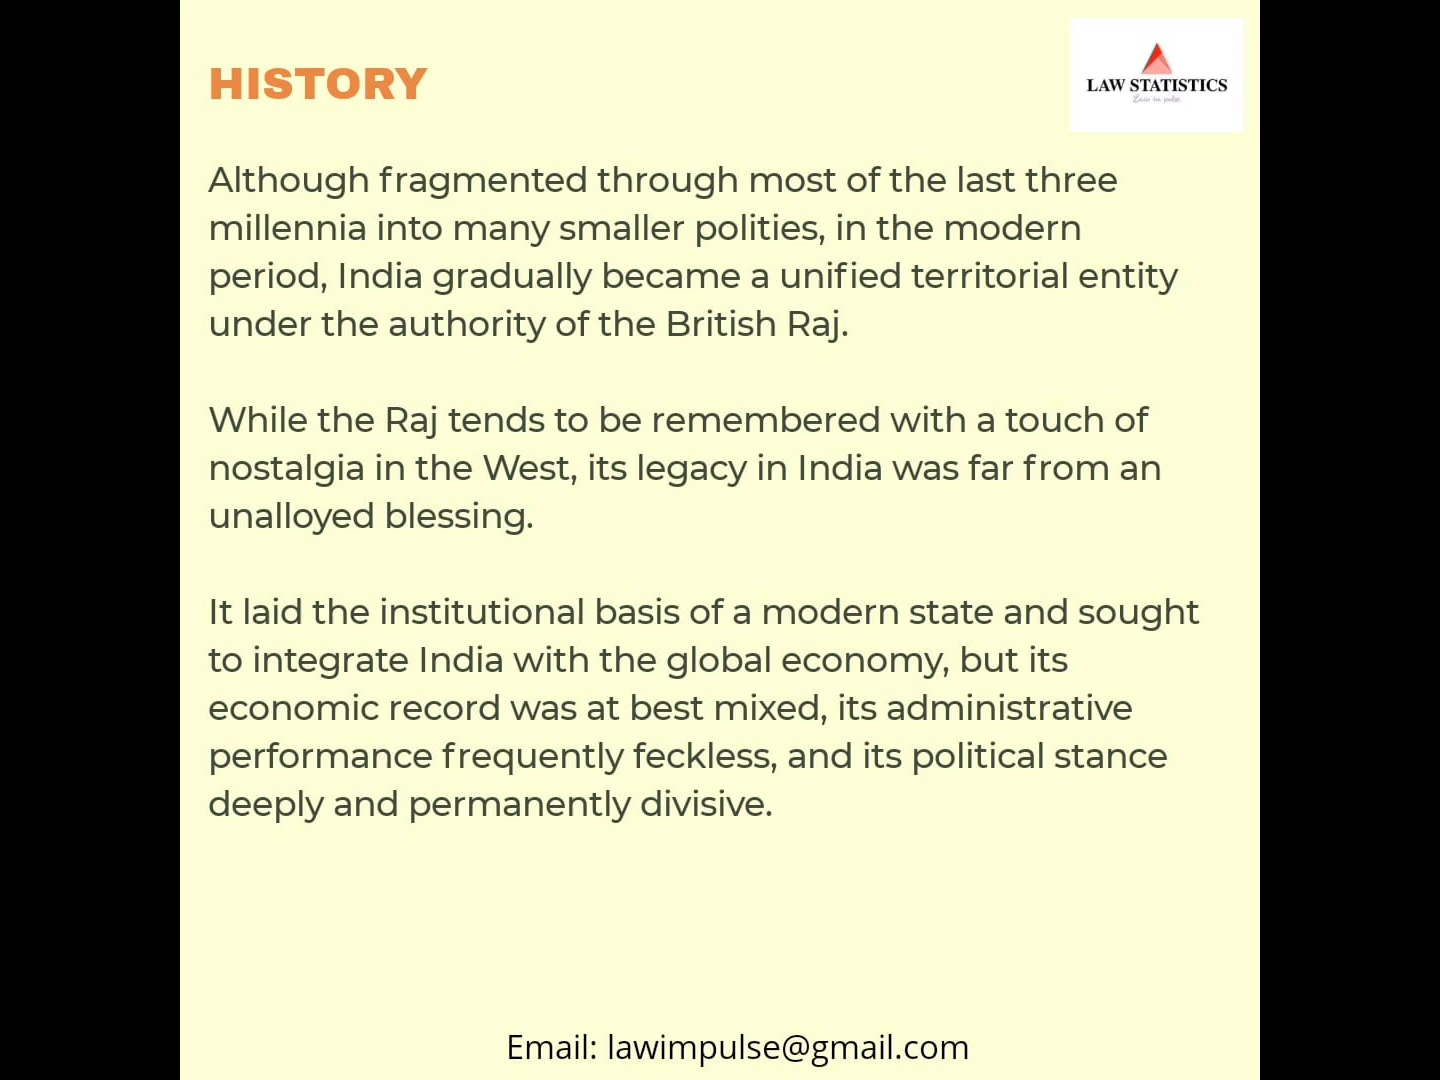 HISTORY
LAW STATISTICS
Law in pulse
Although fragmented through most of the last three
millennia into many smaller polities, in the modern
period, India gradually became a unified territorial entity
under the authority of the British Raj.
While the Raj tends to be remembered with a touch of
nostalgia in the West, its legacy in India was far from an
unalloyed blessing.
It laid the institutional basis of a modern state and sought
to integrate India with the global economy, but its
economic record was at best mixed, its administrative
performance frequently feckless, and its political stance
deeply and permanently divisive.
Email: lawimpulse@gmail.com